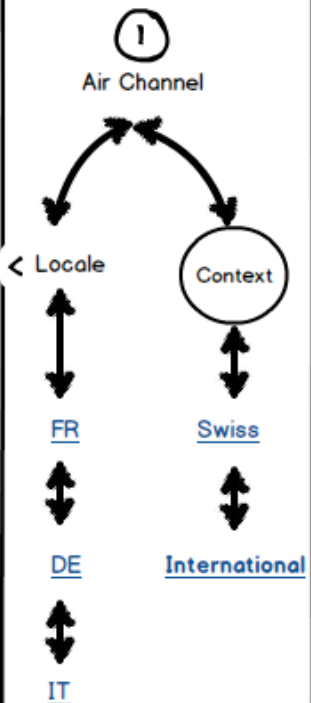 1
Air Channel
< Locale
Context
FR
Swiss
DE
International
IT